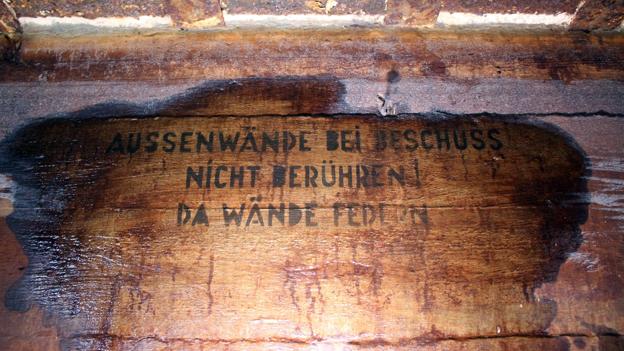 AUSSENWÄNDE BEI BESCHUSS
NICHT BERÜHREN!
DA WÄNDE FEDERN